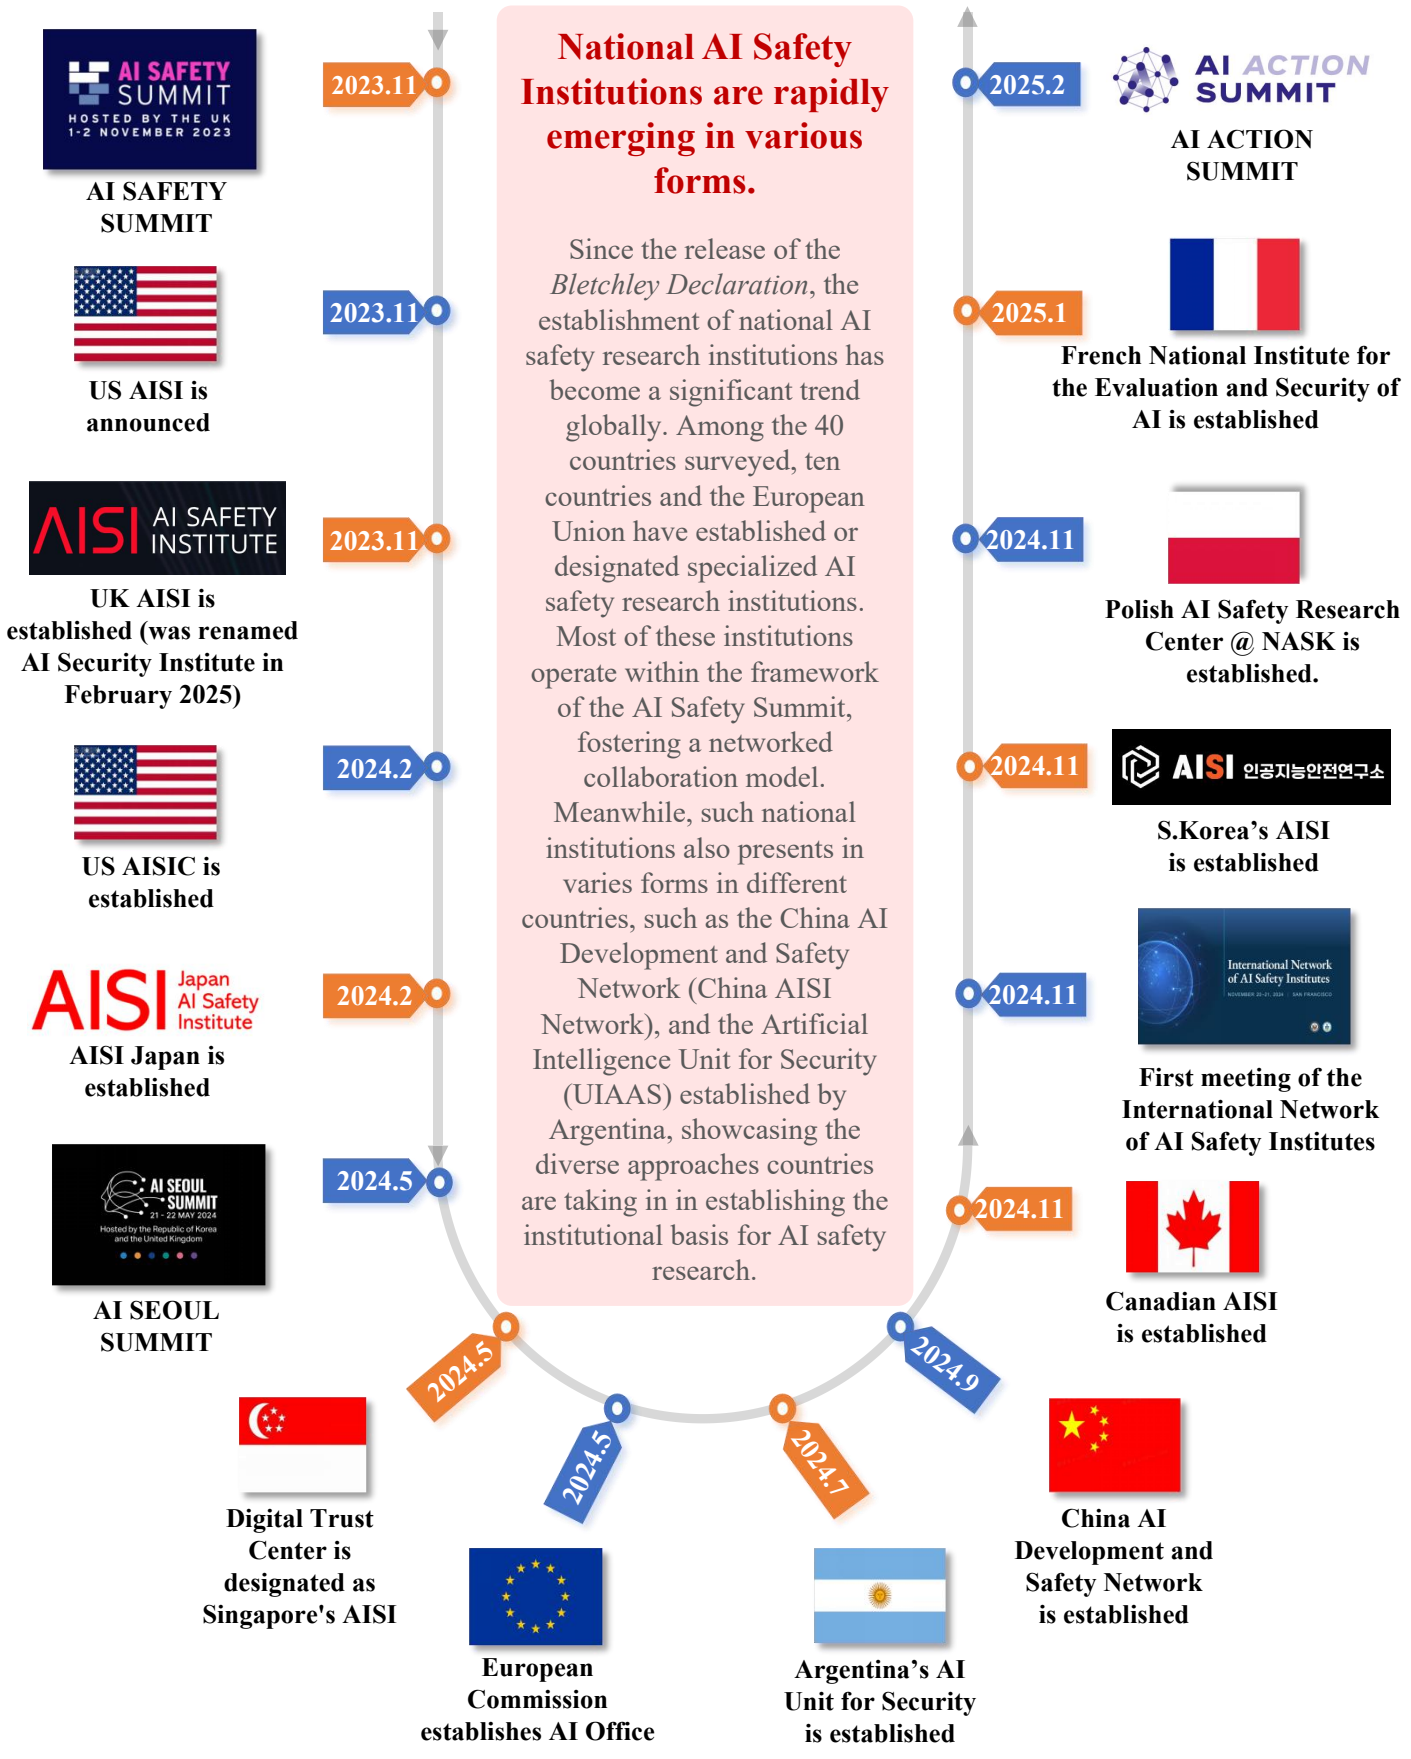 AI SAFETY
SUMMIT
HOSTED BY THE UK
1-2 NOVEMBER 2023
AI SAFETY
SUMMIT
2023.11
US AISI is
announced
2023.11
AISI AI SAFETY
INSTITUTE
UK AISI is
established (was renamed
AI Security Institute in
February 2025)
2023.11
US AISIC is
established
2024.2
AISI Japan
AI Safety
Institute
AISI Japan is
established
2024.2
AI SEOUL
SUMMIT
21 - 22 MAY 2024
Hosted by the Republic of Korea
and the United Kingdom
AI SEOUL
SUMMIT
2024.5
National AI Safety
Institutions are rapidly
emerging in various
forms.
Since the release of the
Bletchley Declaration, the
establishment of national AI
safety research institutions has
become a significant trend
globally. Among the 40
countries surveyed, ten
countries and the European
Union have established or
designated specialized AI
safety research institutions.
Most of these institutions
operate within the framework
of the AI Safety Summit,
fostering a networked
collaboration model.
Meanwhile, such national
institutions also presents in
varies forms in different
countries, such as the China AI
Development and Safety
Network (China AISI
Network), and the Artificial
Intelligence Unit for Security
(UIAAS) established by
Argentina, showcasing the
diverse approaches countries
are taking in in establishing the
institutional basis for AI safety
research.
2024.5
Digital Trust
Center is
designated as
Singapore's AISI
2024.5
European
Commission
establishes AI Office
2024.7
Argentina’s AI
Unit for Security
is established
2024.9
China AI
Development and
Safety Network
is established
2024.11
Canadian AISI
is established
2024.11
International Network
of AI Safety Institutes
NOVEMBER 20-21, 2024 | SAN FRANCISCO
First meeting of the
International Network
of AI Safety Institutes
2024.11
AISI 인공지능안전연구소
S.Korea’s AISI
is established
2024.11
Polish AI Safety Research
Center @ NASK is
established.
2025.1
French National Institute for
the Evaluation and Security of
AI is established
2025.2
AI ACTION
SUMMIT
AI ACTION
SUMMIT